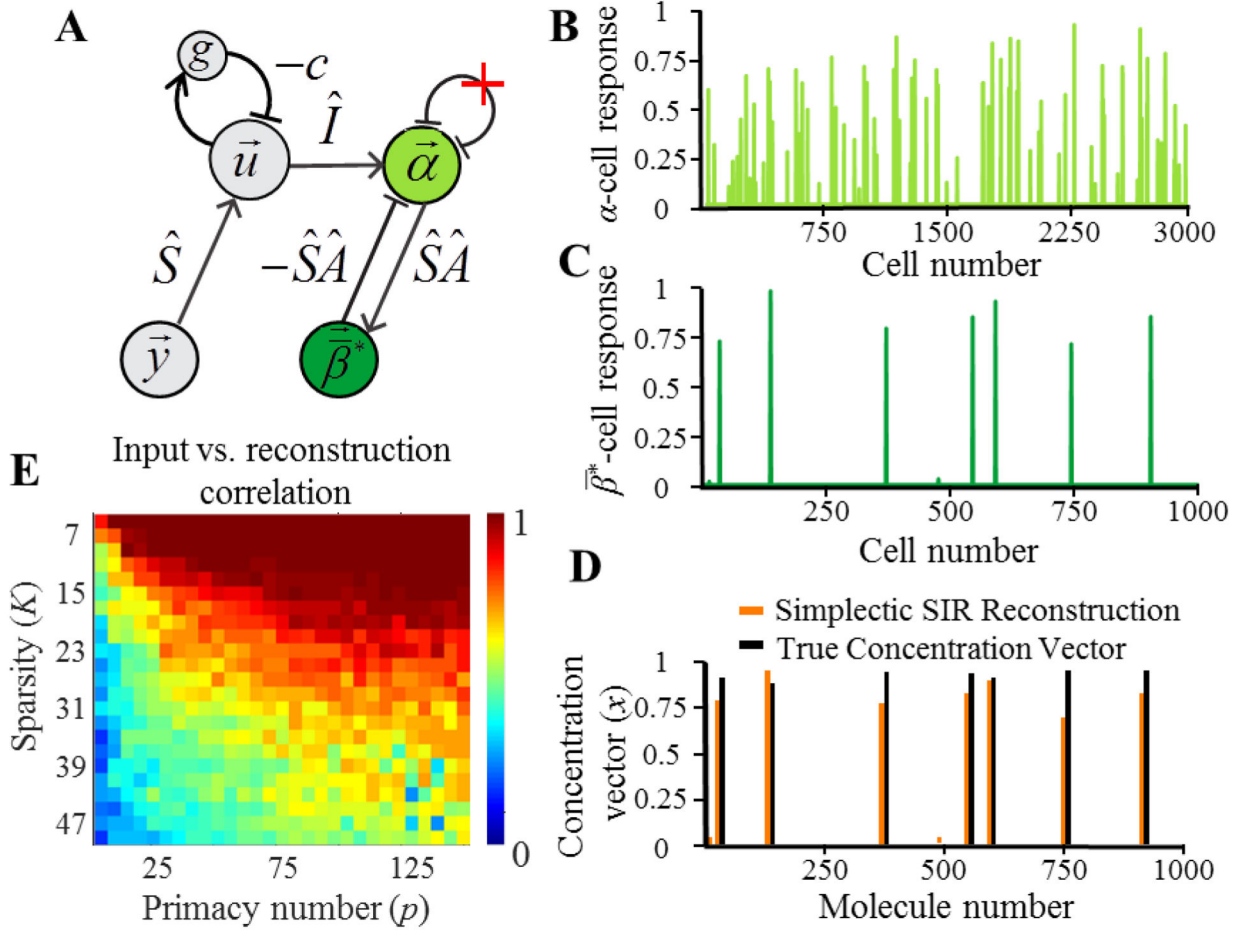 A
g
−c
Î
u⃗
α⃗
Ŝ
−ŜÂ
ŜÂ
y⃗
β̅⃗*
B
α-cell response
1
0.75
0.5
0.25
0
750
1500
2250
3000
Cell number
C
β̅*-cell response
1
0.75
0.5
0.25
0
250
500
750
1000
Cell number
D
Simplectic SIR Reconstruction
True Concentration Vector
Concentration
vector (x)
1
0.75
0.5
0.25
0
250
500
750
1000
Molecule number
E
Input vs. reconstruction
correlation
Sparsity (K)
7
15
23
31
39
47
25
75
125
Primacy number (p)
1
0